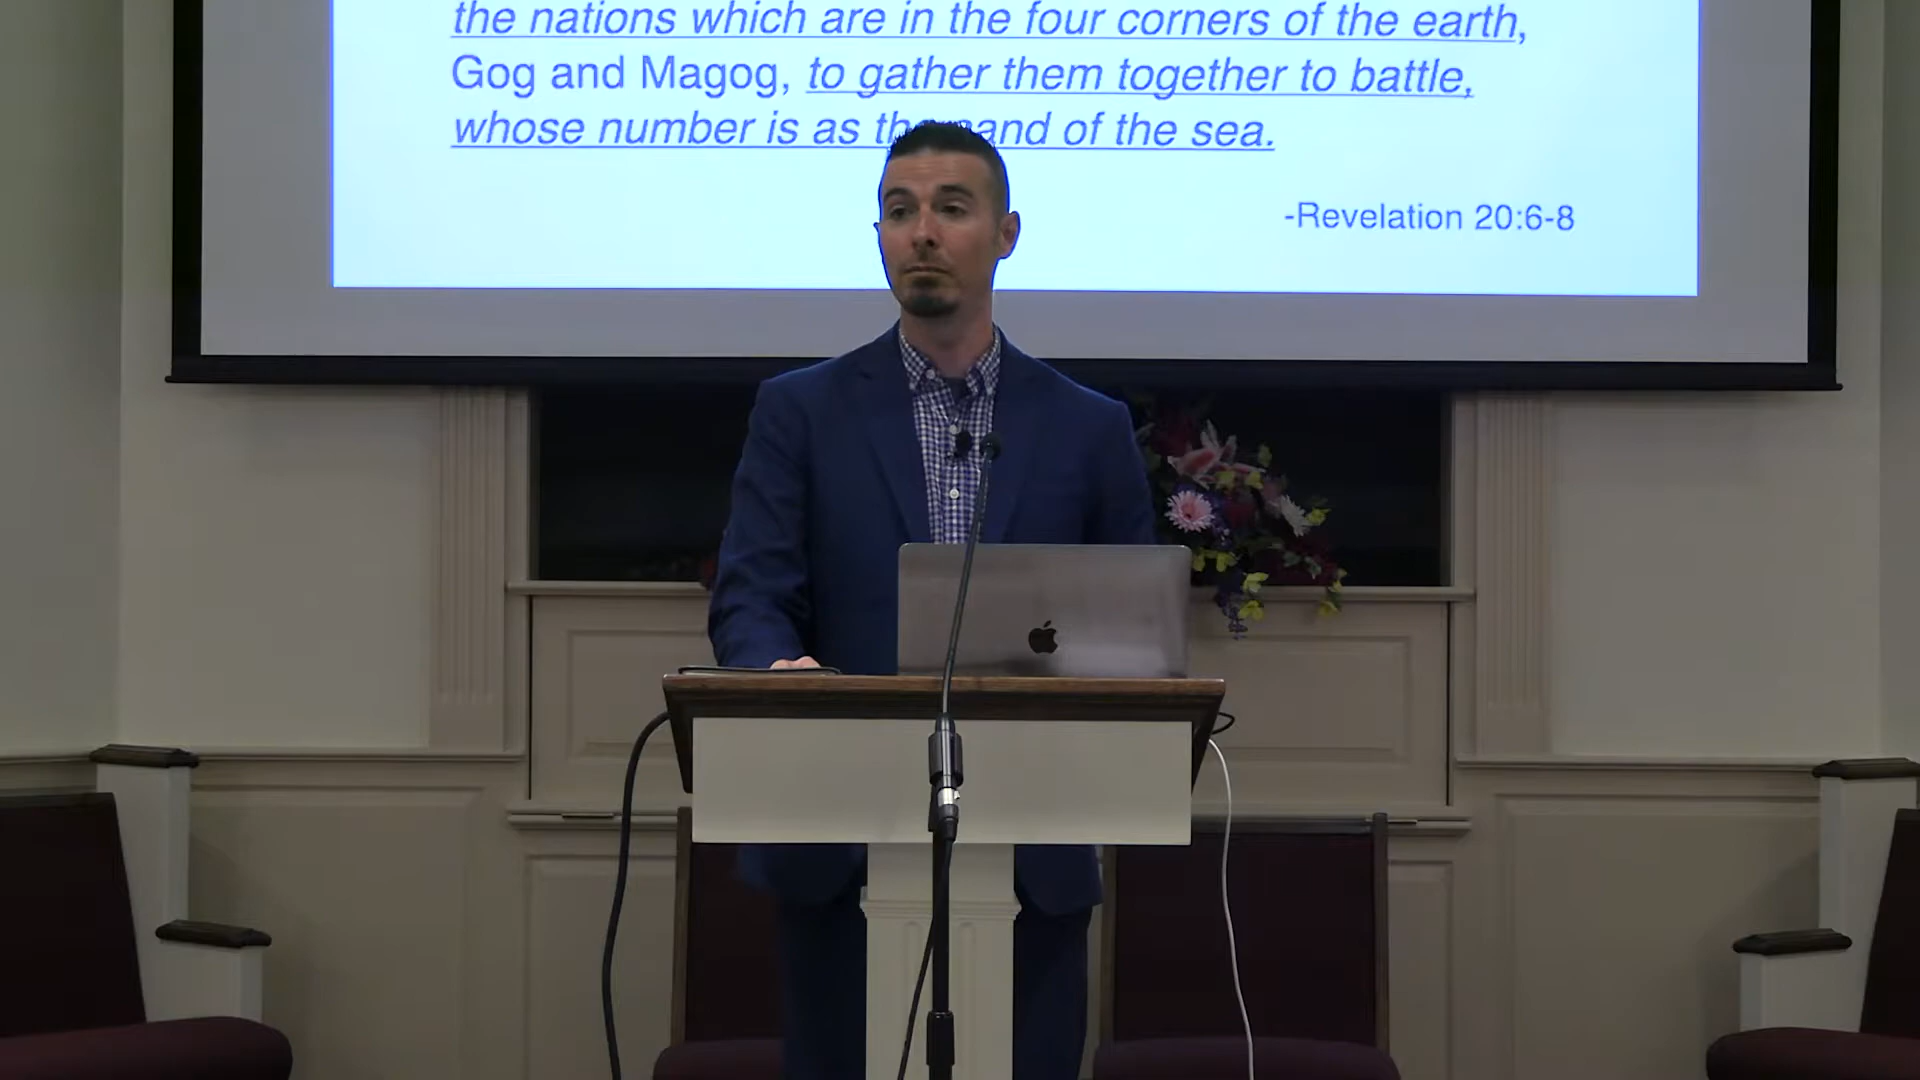 the nations which are in the four corners of the earth,
Gog and Magog, to gather them together to battle,
whose number is as and of the sea.
-Revelation 20:6-8